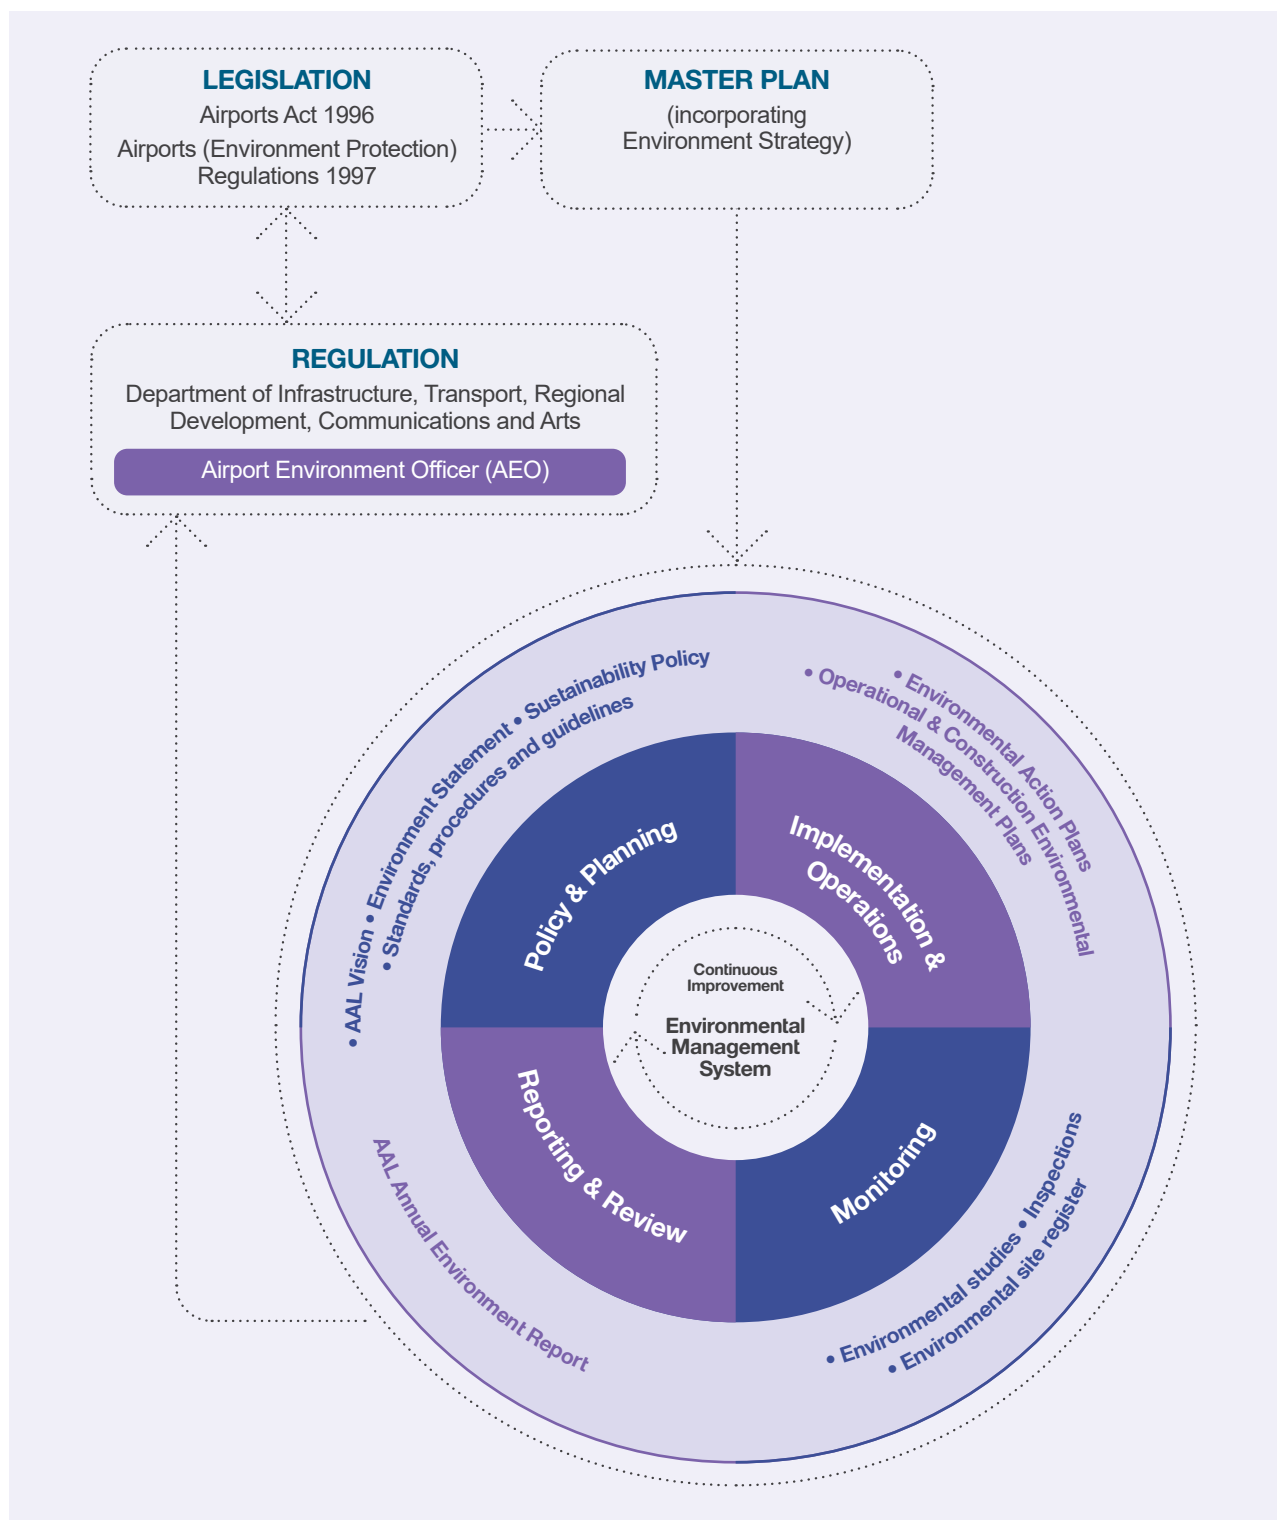 LEGISLATION
Airports Act 1996
Airports (Environment Protection)
Regulations 1997
MASTER PLAN
(incorporating
Environment Strategy)
REGULATION
Department of Infrastructure, Transport, Regional
Development, Communications and Arts
Airport Environment Officer (AEO)
• AAL Vision • Environment Statement • Sustainability Policy
• Standards, procedures and guidelines
• Environmental Action Plans
• Operational & Construction Environmental
Management Plans
Policy & Planning
Implementation &
Operations
Continuous
Improvement
Environmental
Management
System
Reporting & Review
Monitoring
AAL Annual Environment Report
• Environmental studies • Inspections
• Environmental site register